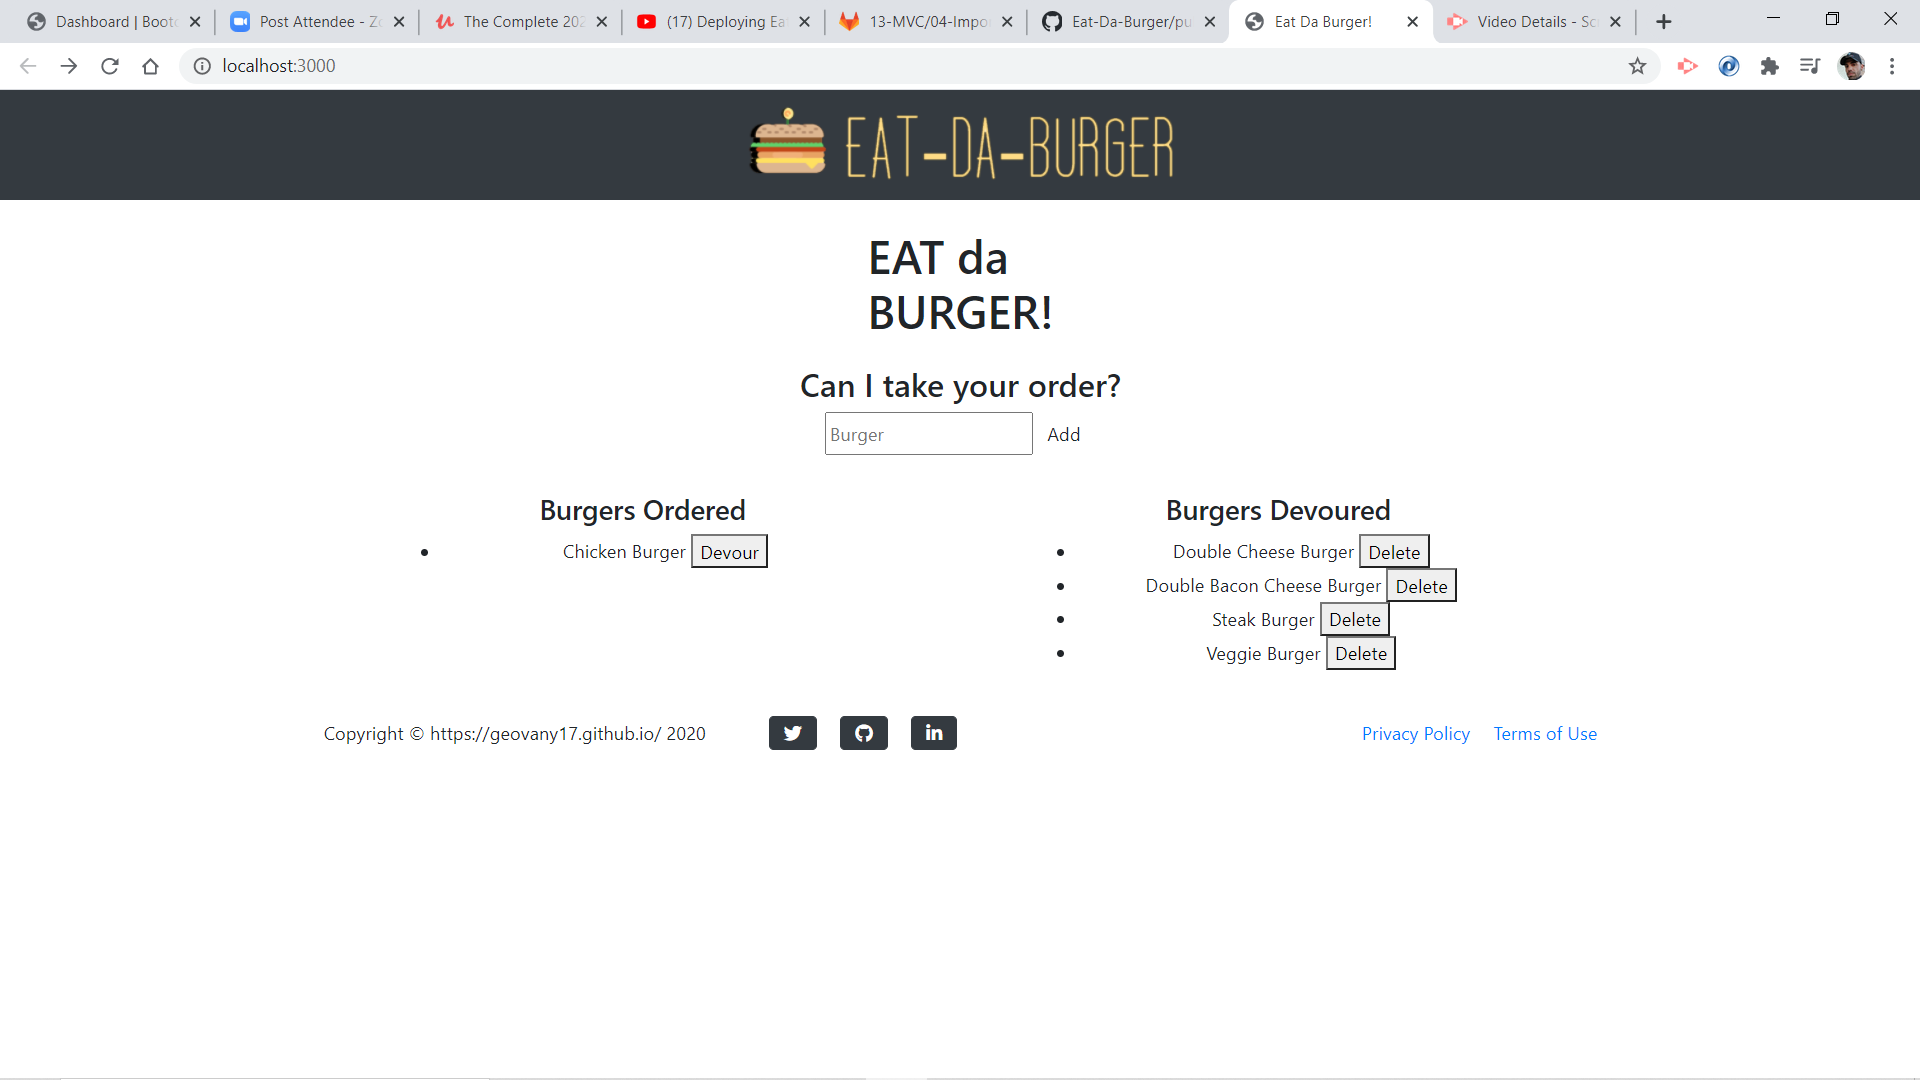 Dashboard | Boot
Post Attendee - Z
The Complete 202
(17) Deploying Ea
13-MVC/04-Impo
Eat-Da-Burger/pu
Eat Da Burger!
Video Details - Sc
localhost:3000
EAT-DA-BURGER
EAT da
BURGER!
Can I take your order?
Burger Add
Burgers Ordered
• Chicken Burger Devour
Burgers Devoured
• Double Cheese Burger Delete
• Double Bacon Cheese Burger Delete
• Steak Burger Delete
• Veggie Burger Delete
Copyright © https://geovany17.github.io/ 2020
Privacy Policy Terms of Use